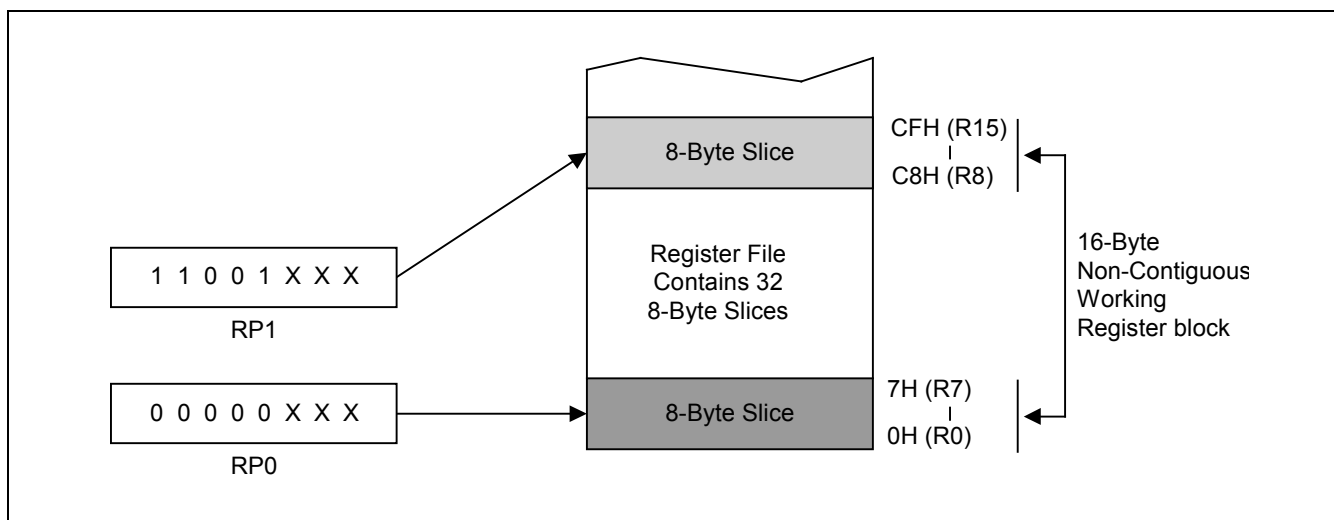 CFH (R15)
8-Byte Slice
C8H (R8)
Register File
Contains 32
8-Byte Slices
16-Byte
Non-Contiguous
Working
Register block
1 1 0 0 1 X X X
RP1
7H (R7)
0 0 0 0 0 X X X
8-Byte Slice
0H (R0)
RP0